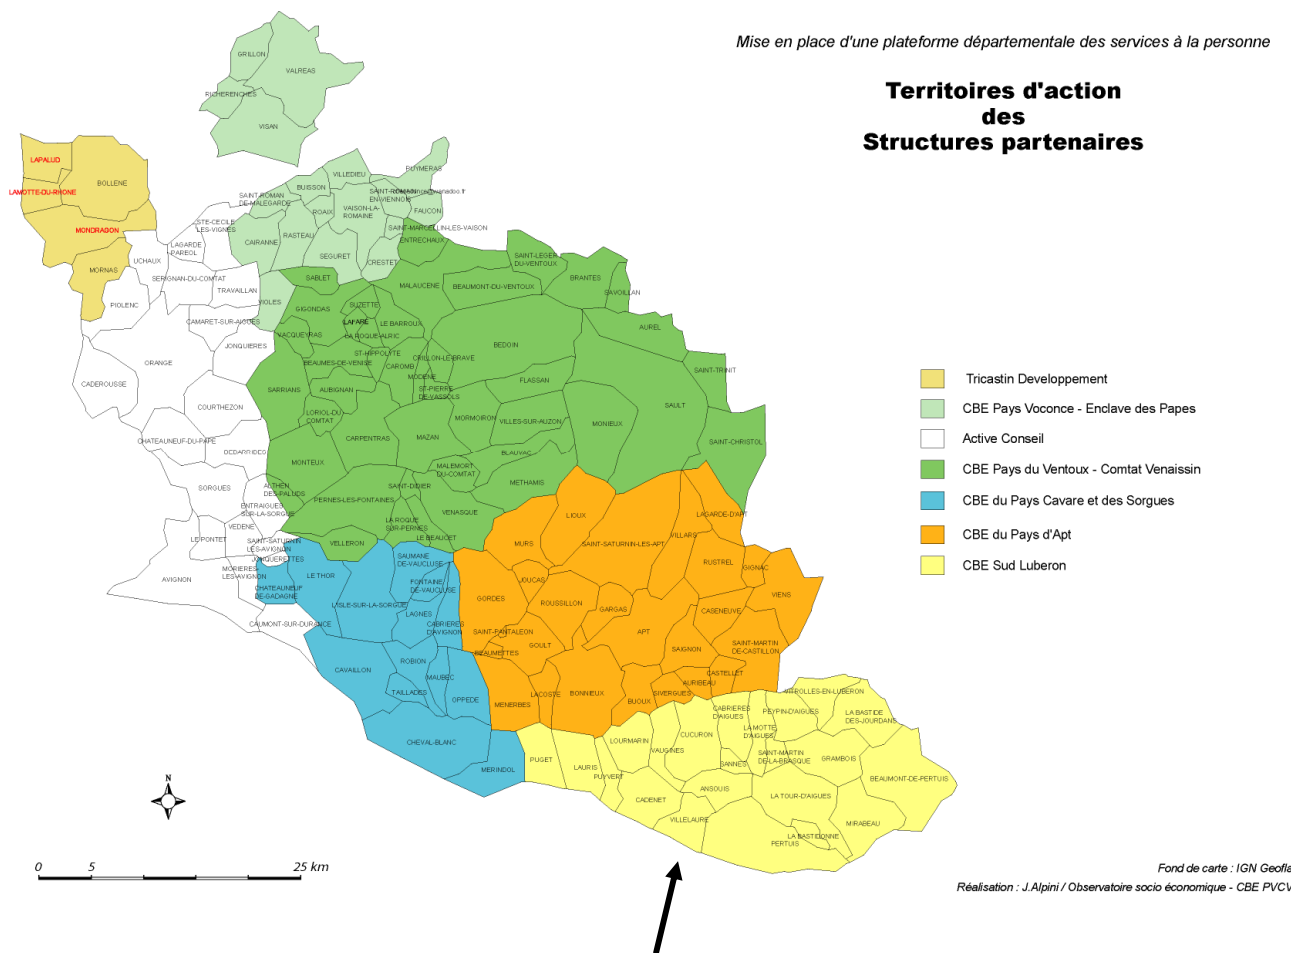 Mise en place d'une plateforme départementale des services à la personne
Territoires d'action
des
Structures partenaires
GRILLON
VALREAS
RICHERENCHES
VISAN
LAPALUD
BOLLENE
LAMOTTE-DU-RHONE
MONDRAGON
MORNAS
PUYMERAS
VILLEDIEU
BUISSON
SAINT-ROMAN
DE-MALEGARDE
SAINT-ROMAIN
EN-VIENNOIS
ROAIX
VAISON-LA-
ROMAINE
FAUCON
STE-CECILE
LES-VIGNES
SAINT-MARCELLIN-LES-VAISON
RASTEAU
CAIRANNE
ENTRECHAUX
LAGARDE
PAREOL
SEGURET
CRESTET
UCHAUX
SAINT-LEGER
DU-VENTOUX
SERIGNAN-DU-COMTAT
SABLET
BRANTES
TRAVAILLAN
MALAUCENE
BEAUMONT-DU-VENTOUX
SAVOILLAN
PIOLENC
VIOLES
GIGONDAS
SUZETTE
CAMARET-SUR-AIGUES
LAFARE
LE BARROUX
AUREL
VACQUEYRAS
LA ROQUE-ALRIC
JONQUIERES
BEDOIN
ORANGE
ST-HIPPOLYTE
BEAUMES-DE-VENISE
CAROMB
CRILLON-LE-BRAVE
SAINT-TRINIT
CADEROUSSE
SARRIANS
AUBIGNAN
MODENE
ST-PIERRE
DE-VASSOLS
FLASSAN
COURTHEZON
LORIOL-DU
COMTAT
MORMOIRON
VILLES-SUR-AUZON
MONIEUX
SAULT
CHATEAUNEUF-DU-PAPE
CARPENTRAS
MAZAN
SAINT-CHRISTOL
BEDARRIDES
MONTEUX
BLAUVAC
MALEMORT
DU-COMTAT
METHAMIS
SORGUES
ALTHEN
DES-PALUDS
SAINT-DIDIER
PERNES-LES-FONTAINES
ENTRAIGUES
SUR-LA-SORGUE
VENASQUE
LIOUX
LAGARDE-D'APT
LA ROQUE
SUR-PERNES
VEDENE
LE PONTET
LE BEAUCET
VELLERON
SAINT-SATURNIN
LES-AVIGNON
MURS
SAINT-SATURNIN-LES-APT
VILLARS
JONQUERETTES
SAUMANE
DE-VAUCLUSE
RUSTREL
GIGNAC
MORIERES
LES-AVIGNON
LE THOR
AVIGNON
JOUCAS
FONTAINE
DE-VAUCLUSE
CHATEAUNEUF
DE-GADAGNE
L'ISLE-SUR-LA-SORGUE
GORDES
ROUSSILLON
GARGAS
CASENEUVE
VIENS
LAGNES
CAUMONT-SUR-DURANCE
CABRIERES
D'AVIGNON
SAINT-PANTALEON
APT
GOULT
SAIGNON
SAINT-MARTIN
DE-CASTILLON
BEAUMETTES
CAVAILLON
ROBION
MAUBEC
CASTELLET
AURIBEAU
TAILLADES
OPPEDE
MENERBES
LACOSTE
BONNIEUX
BUOUX
SIVERGUES
VITROLLES-EN-LUBERON
CABRIERES
D'AIGUES
PEYPIN-D'AIGUES
LA BASTIDE
DES-JOURDANS
LA MOTTE
D'AIGUES
CUCURON
LOURMARIN
VAUGINES
CHEVAL-BLANC
SAINT-MARTIN
DE-LA-BRASQUE
GRAMBOIS
PUGET
LAURIS
PUYVERT
SANNES
MERINDOL
BEAUMONT-DE-PERTUIS
ANSOUIS
LA TOUR-D'AIGUES
CADENET
VILLELAURE
MIRABEAU
LA BASTIDONNE
PERTUIS
Tricastin Developpement
CBE Pays Voconce - Enclave des Papes
Active Conseil
CBE Pays du Ventoux - Comtat Venaissin
CBE du Pays Cavare et des Sorgues
CBE du Pays d'Apt
CBE Sud Luberon
N
0 5 25 km
Fond de carte : IGN Geofla
Réalisation : J.Alpini / Observatoire socio économique - CBE PVCV